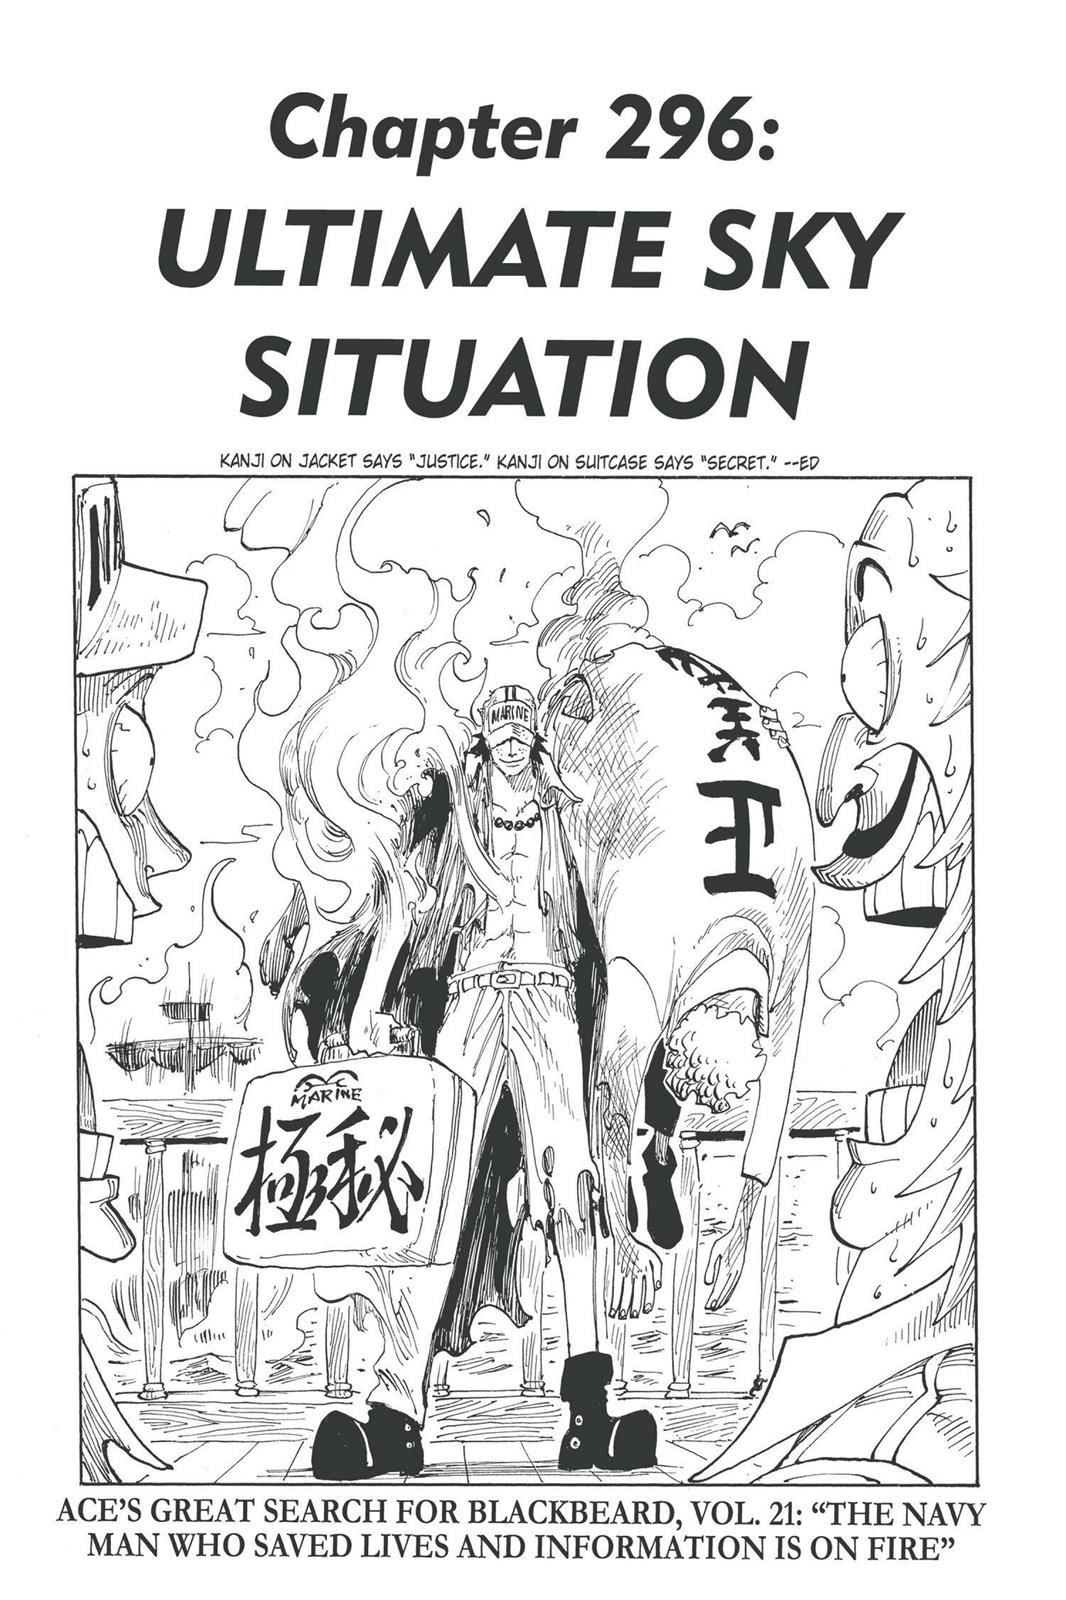 Chapter 296:
ULTIMATE SKY
SITUATION
KANJI ON JACKET SAYS "JUSTICE." KANJI ON SUITCASE SAYS "SECRET." --ED
MARINE
正
MARINE
極秘
ACE'S GREAT SEARCH FOR BLACKBEARD, VOL. 21: "THE NAVY
MAN WHO SAVED LIVES AND INFORMATION IS ON FIRE"